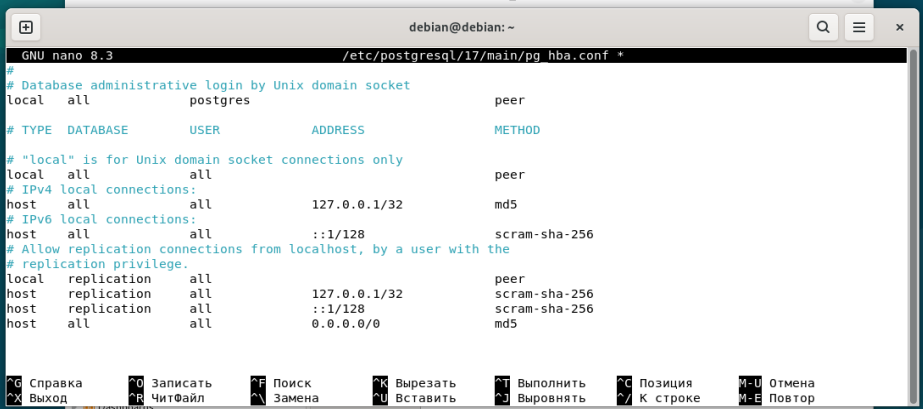 debian@debian: ~
GNU nano 8.3 /etc/postgresql/17/main/pg_hba.conf *
#
# Database administrative login by Unix domain socket
local all postgres peer
# TYPE DATABASE USER ADDRESS METHOD
# "local" is for Unix domain socket connections only
local all all peer
# IPv4 local connections:
host all all 127.0.0.1/32 md5
# IPv6 local connections:
host all all ::1/128 scram-sha-256
# Allow replication connections from localhost, by a user with the
# replication privilege.
local replication all peer
host replication all 127.0.0.1/32 scram-sha-256
host replication all ::1/128 scram-sha-256
host all all 0.0.0.0/0 md5
^G Справка ^O Записать ^F Поиск ^K Вырезать ^T Выполнить ^C Позиция M-U Отмена
^X Выход ^R ЧитФайл ^\ Замена ^U Вставить ^J Выровнять ^/ К строке M-E Повтор